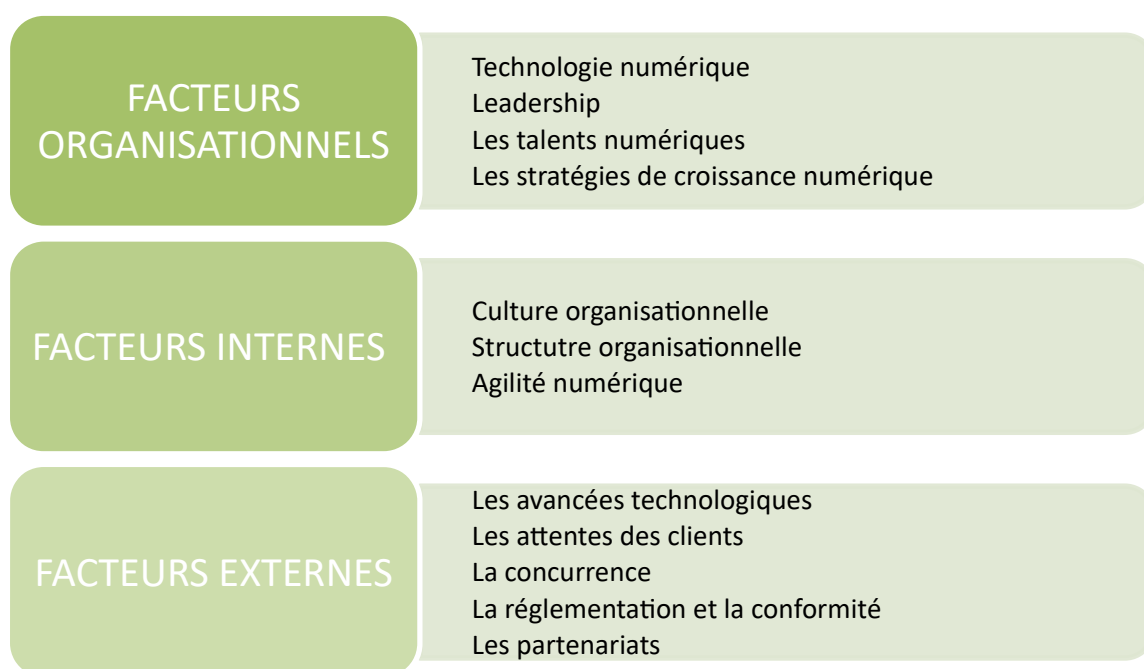 FACTEURS
ORGANISATIONNELS
Technologie numérique
Leadership
Les talents numériques
Les stratégies de croissance numérique
FACTEURS INTERNES
Culture organisationnelle
Structutre organisationnelle
Agilité numérique
FACTEURS EXTERNES
Les avancées technologiques
Les attentes des clients
La concurrence
La réglementation et la conformité
Les partenariats